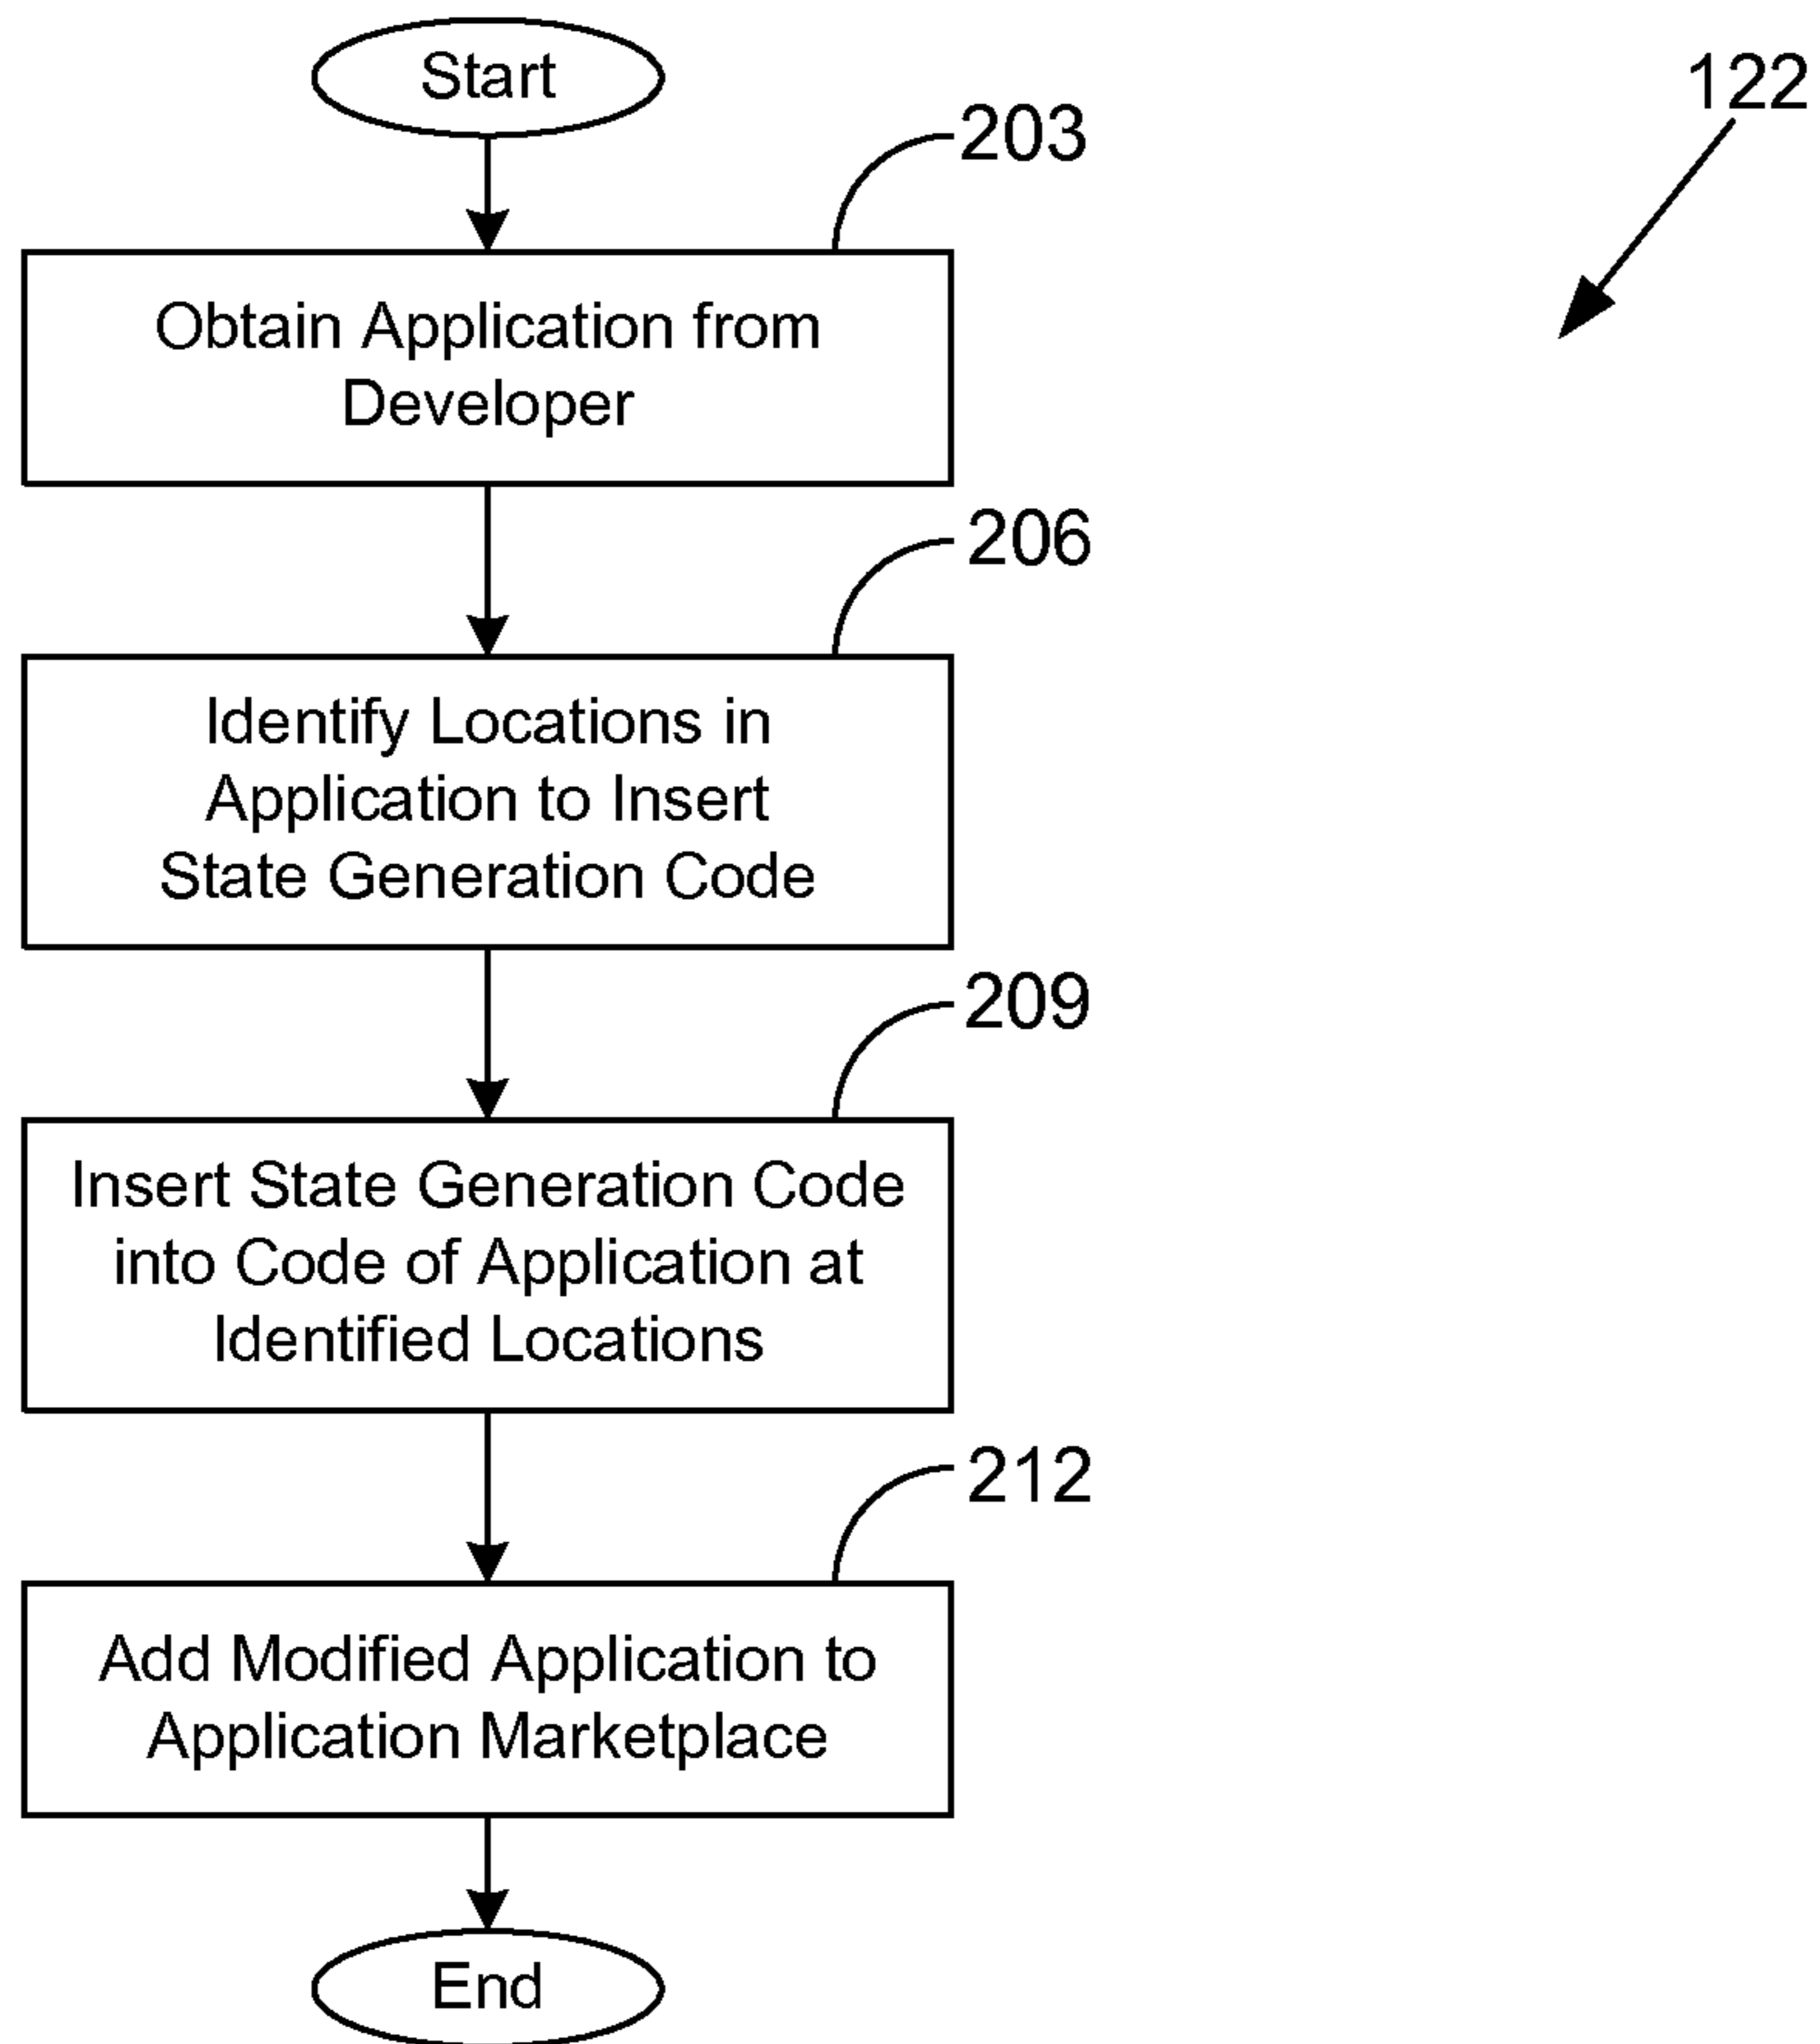 Start
122
203
Obtain Application from
Developer
206
Identify Locations in
Application to Insert
State Generation Code
209
Insert State Generation Code
into Code of Application at
Identified Locations
212
Add Modified Application to
Application Marketplace
End